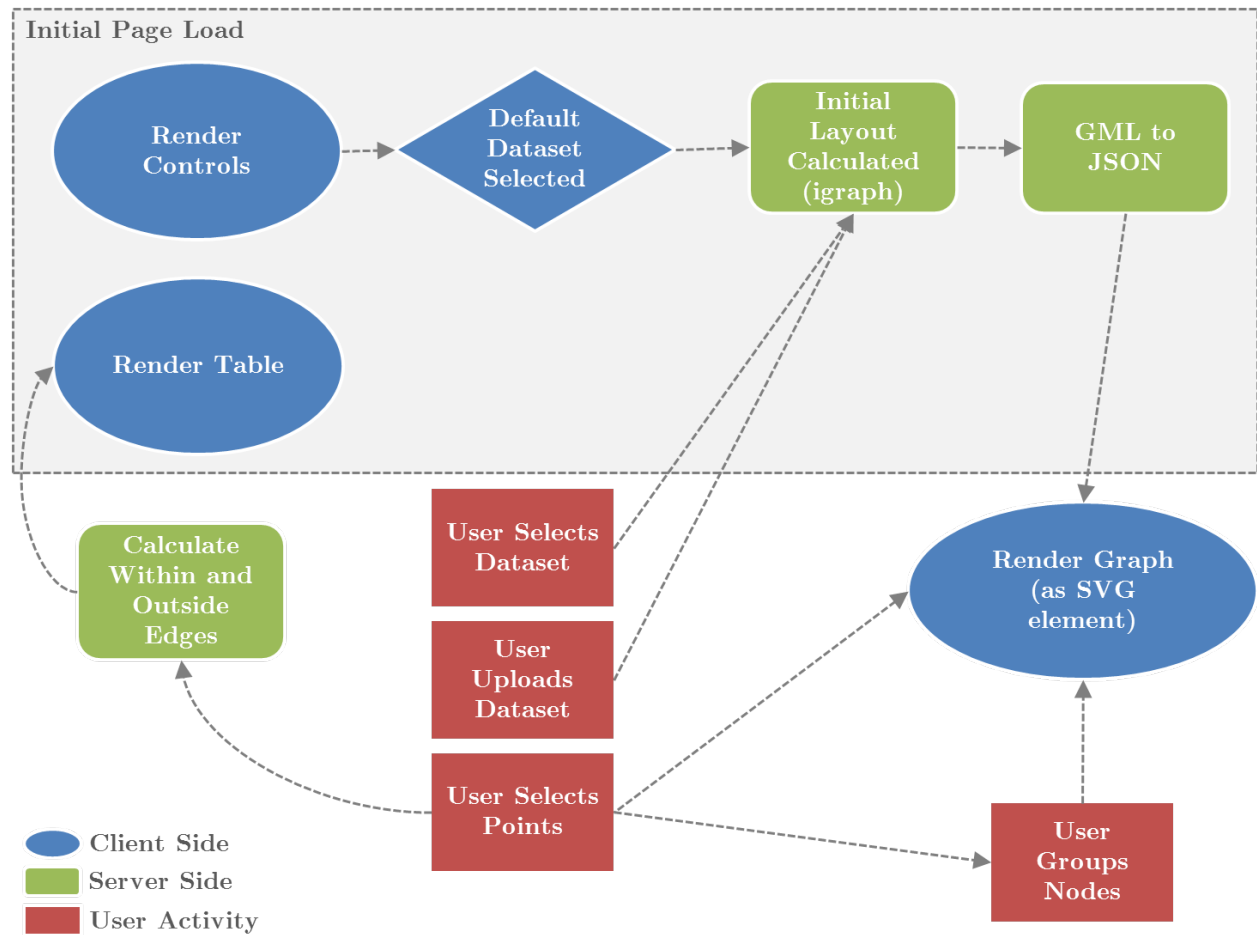 Initial Page Load
Render
Controls
Default
Dataset
Selected
Initial
Layout
Calculated
(igraph)
GML to
JSON
Render Table
User Selects
Dataset
Calculate
Within and
Outside
Edges
Render Graph
(as SVG
element)
User
Uploads
Dataset
User Selects
Points
User
Groups
Nodes
Client Side
Server Side
User Activity